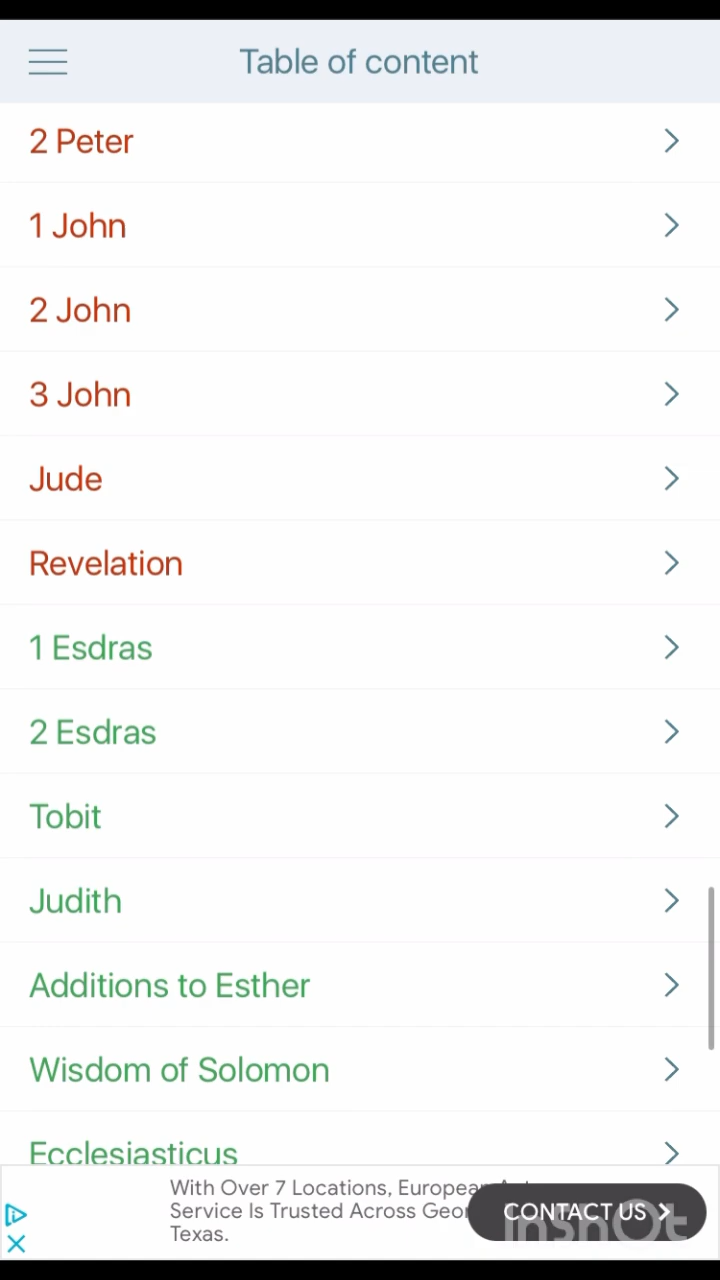 Table of content
2 Peter
1 John
2 John
3 John
Jude
Revelation
1 Esdras
2 Esdras
Tobit
Judith
Additions to Esther
Wisdom of Solomon
Ecclesiasticus
With Over 7 Locations, European
Service Is Trusted Across
Texas.
CONTACT US
InShOt